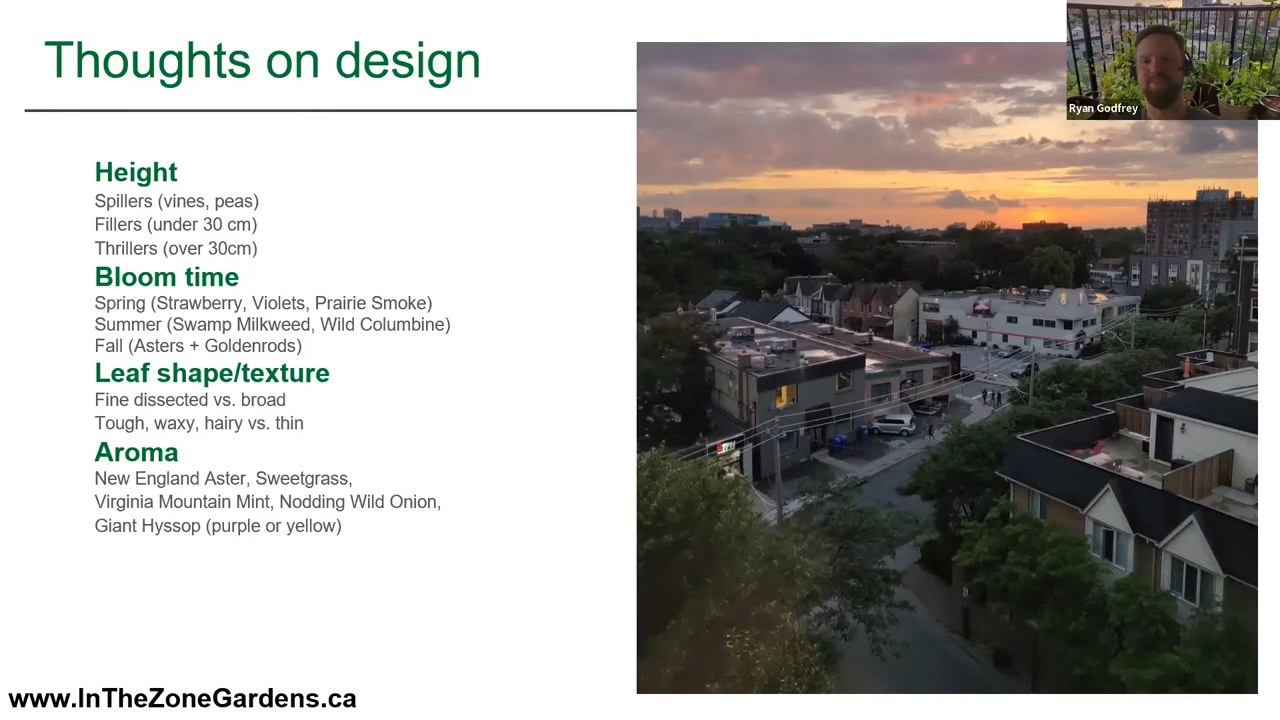 Thoughts on design
Ryan Godfrey
Height
Spillers (vines, peas)
Fillers (under 30 cm)
Thrillers (over 30cm)
Bloom time
Spring (Strawberry, Violets, Prairie Smoke)
Summer (Swamp Milkweed, Wild Columbine)
Fall (Asters + Goldenrods)
Leaf shape/texture
Fine dissected vs. broad
Tough, waxy, hairy vs. thin
Aroma
New England Aster, Sweetgrass,
Virginia Mountain Mint, Nodding Wild Onion,
Giant Hyssop (purple or yellow)
www.InTheZoneGardens.ca